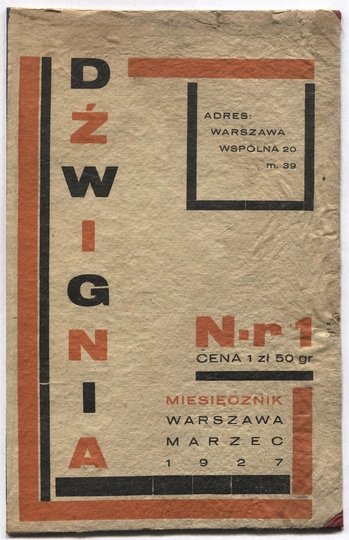 DŹWIGNIA
ADRES:
WARSZAWA
WSPÓLNA 20
m. 39
N-r 1
CENA 1 zł 50 gr
MIESIĘCZNIK
WARSZAWA
MARZEC
1927